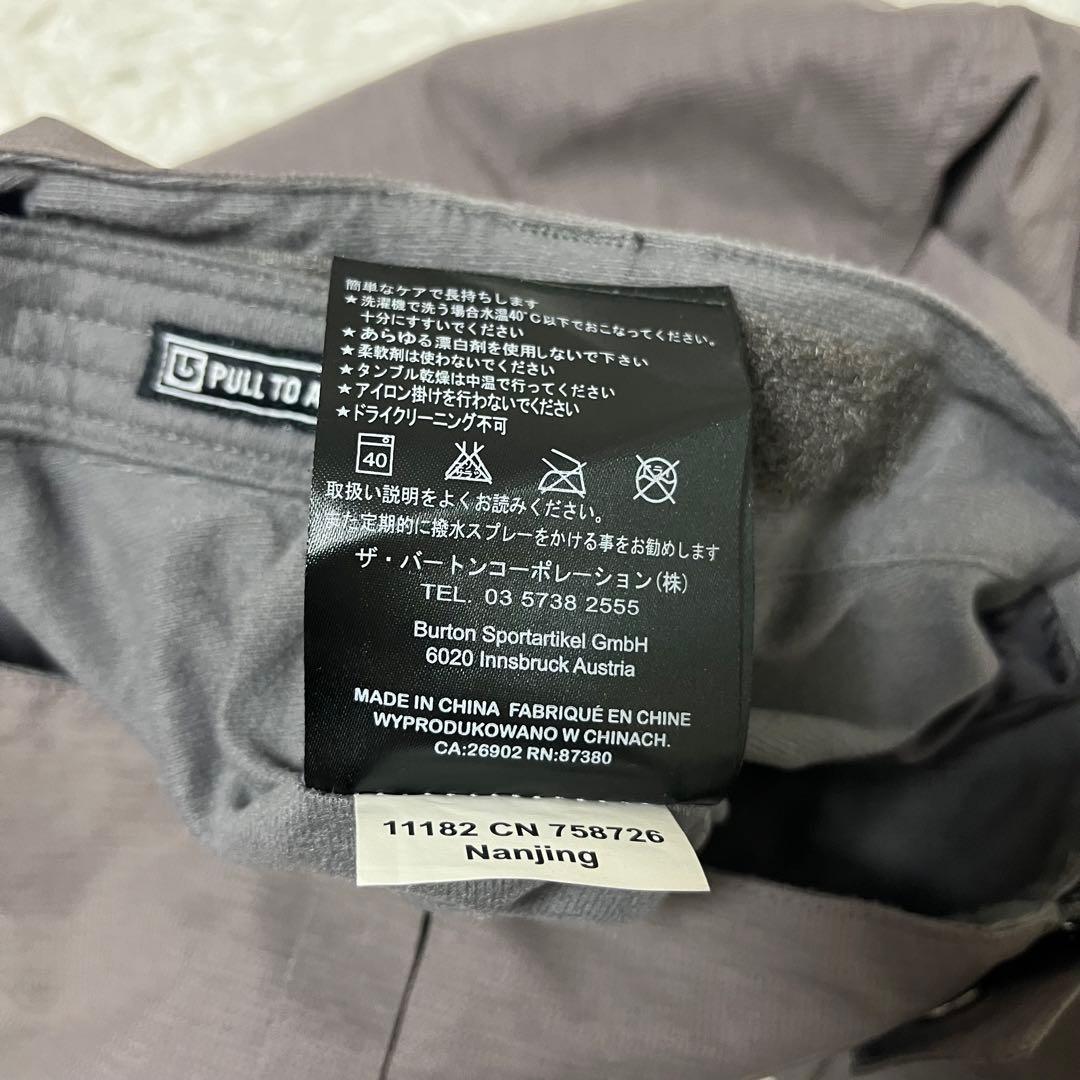 簡単なケアで長持ちします
★洗濯機で洗う場合水温40°C以下でおこなってください。
十分にすすいでください
★あらゆる漂白剤を使用しないで下さい
★柔軟剤は使わないでください
★タンブル乾燥は中温で行ってください
★アイロン掛けを行わないでください
★ドライクリーニング不可
40
取扱い説明をよくお読みください。
また定期的に撥水スプレーをかける事をお勧めします
ザ・バートンコーポレーション(株)
TEL. 03 5738 2555
Burton Sportartikel GmbH
6020 Innsbruck Austria
MADE IN CHINA FABRIQUÉ EN CHINE
WYPRODUKOWANO W CHINACH.
CA:26902 RN:87380
11182 CN 758726
Nanjing
PULL TO A